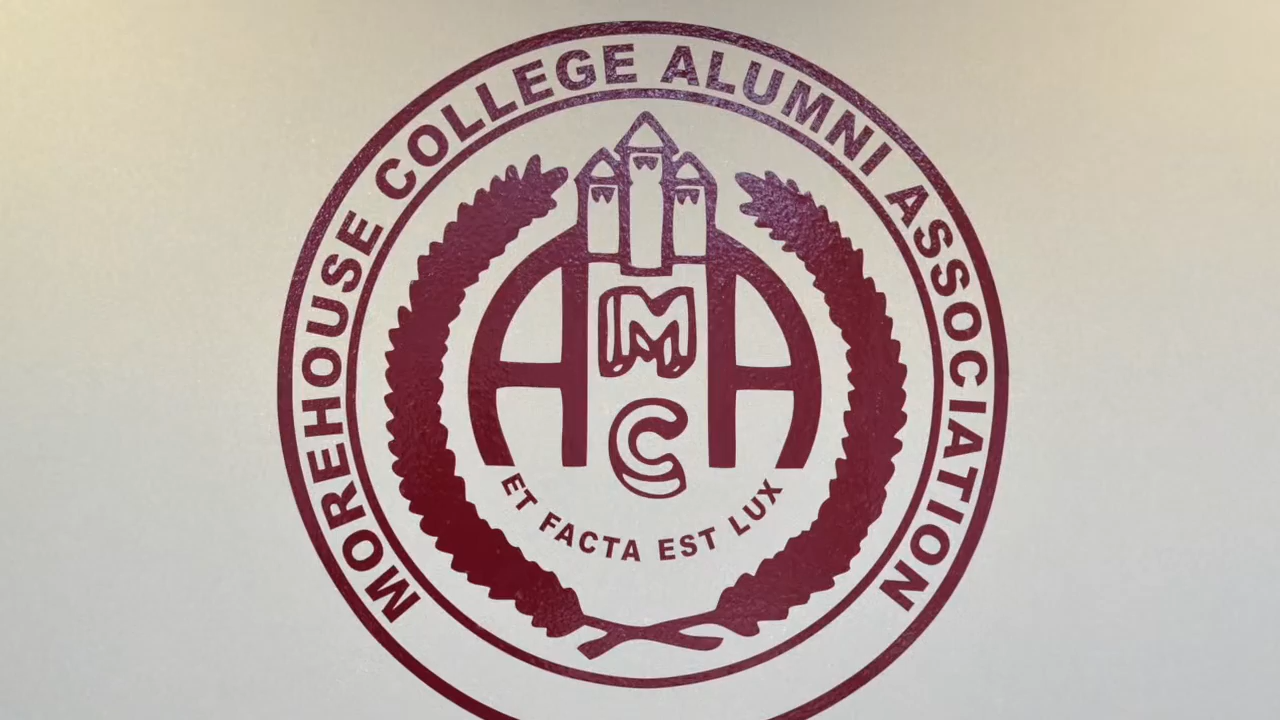 MOREHOUSE COLLEGE ALUMNI ASSOCIATION
A A
M
C
ET FACTA EST LUX